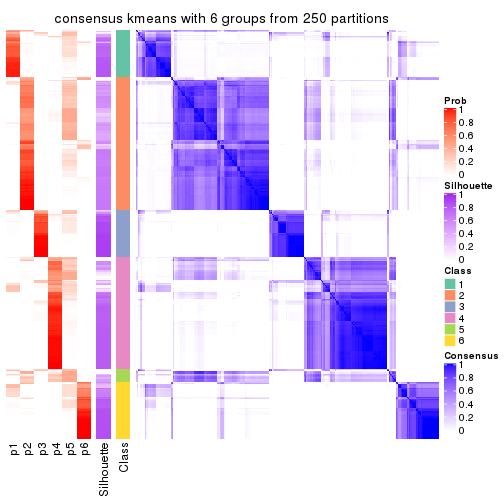 consensus kmeans with 6 groups from 250 partitions
Prob
1
0.8
0.6
0.4
0.2
0
Silhouette
1
0.8
0.6
0.4
0.2
0
Class
1
2
3
4
5
6
Consensus
1
0.8
0.6
0.4
0.2
0
p1
p2
p3
p4
p5
p6
Silhouette
Class